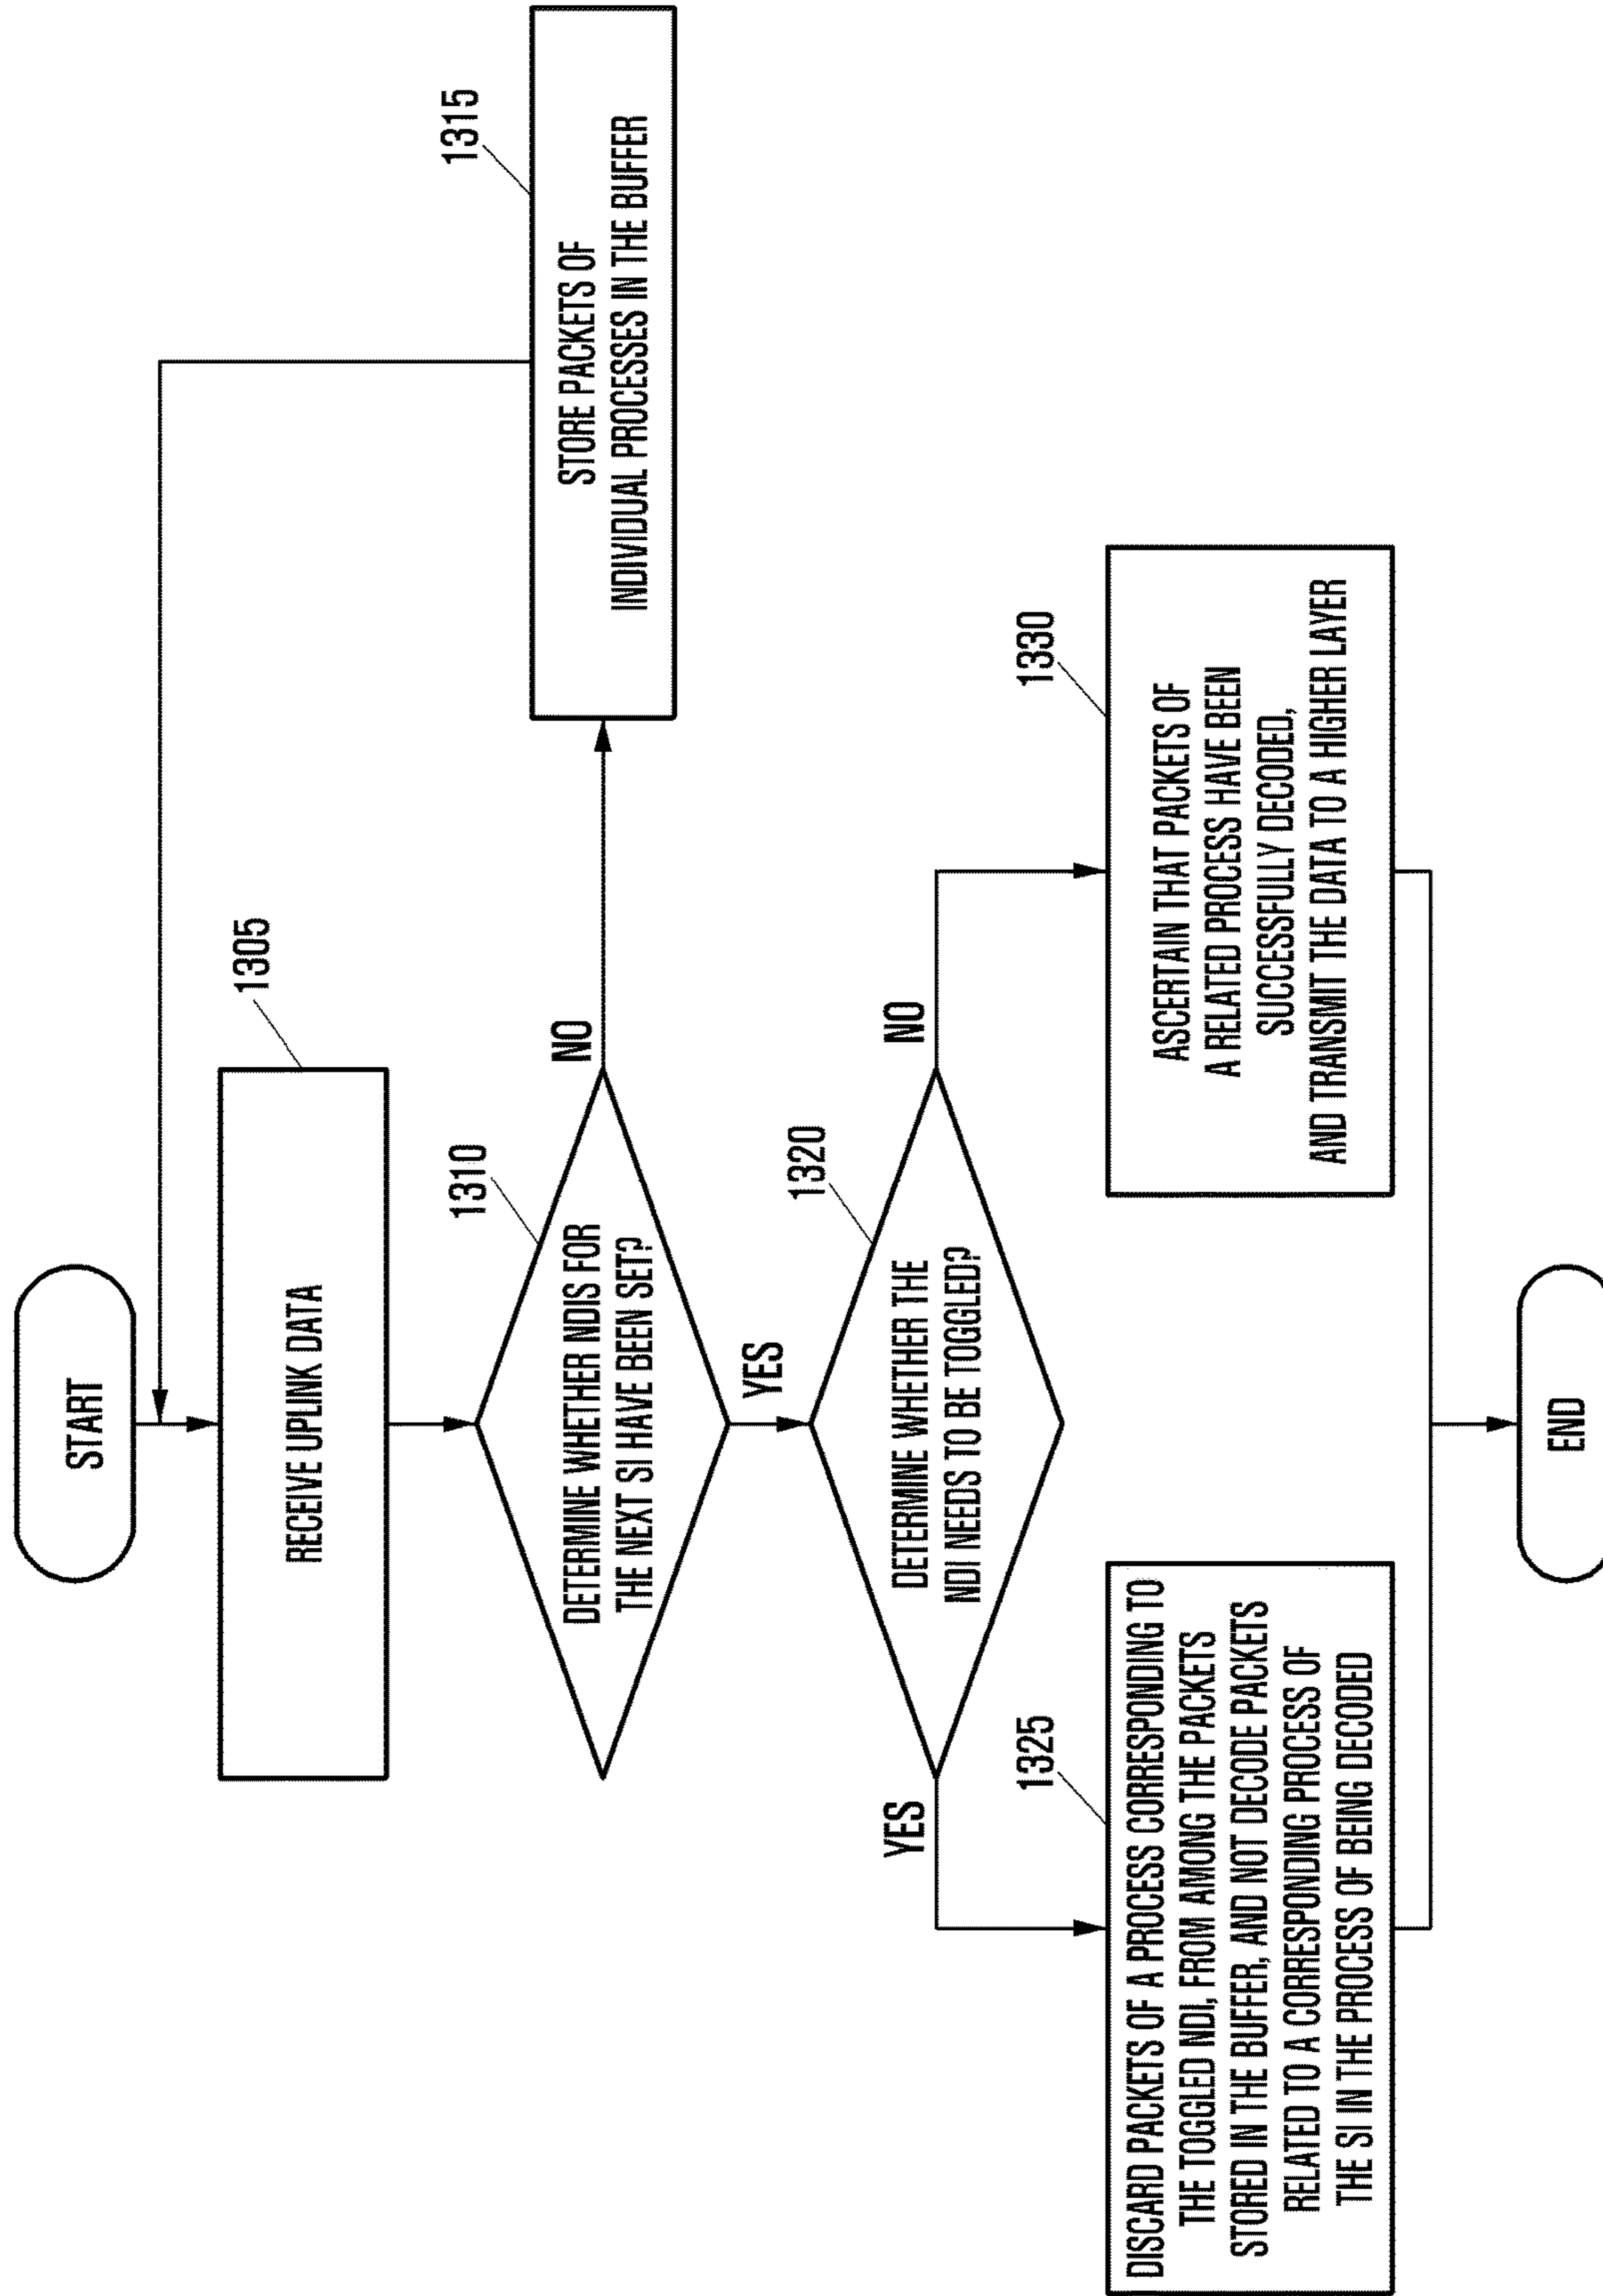 START
1305
RECEIVE UPLINK DATA
1310
DETERMINE WHETHER NDIS FOR
THE NEXT SI HAVE BEEN SET?
NO
1315
STORE PACKETS OF
INDIVIDUAL PROCESSES IN THE BUFFER
YES
1320
DETERMINE WHETHER THE
NDI NEEDS TO BE TOGGLED?
YES
NO
1325
DISCARD PACKETS OF A PROCESS CORRESPONDING TO
THE TOGGLED NDI, FROM AMONG THE PACKETS
STORED IN THE BUFFER, AND NOT DECODE PACKETS
RELATED TO A CORRESPONDING PROCESS OF
THE SI IN THE PROCESS OF BEING DECODED
1330
ASCERTAIN THAT PACKETS OF
A RELATED PROCESS HAVE BEEN
SUCCESSFULLY DECODED,
AND TRANSMIT THE DATA TO A HIGHER LAYER
END